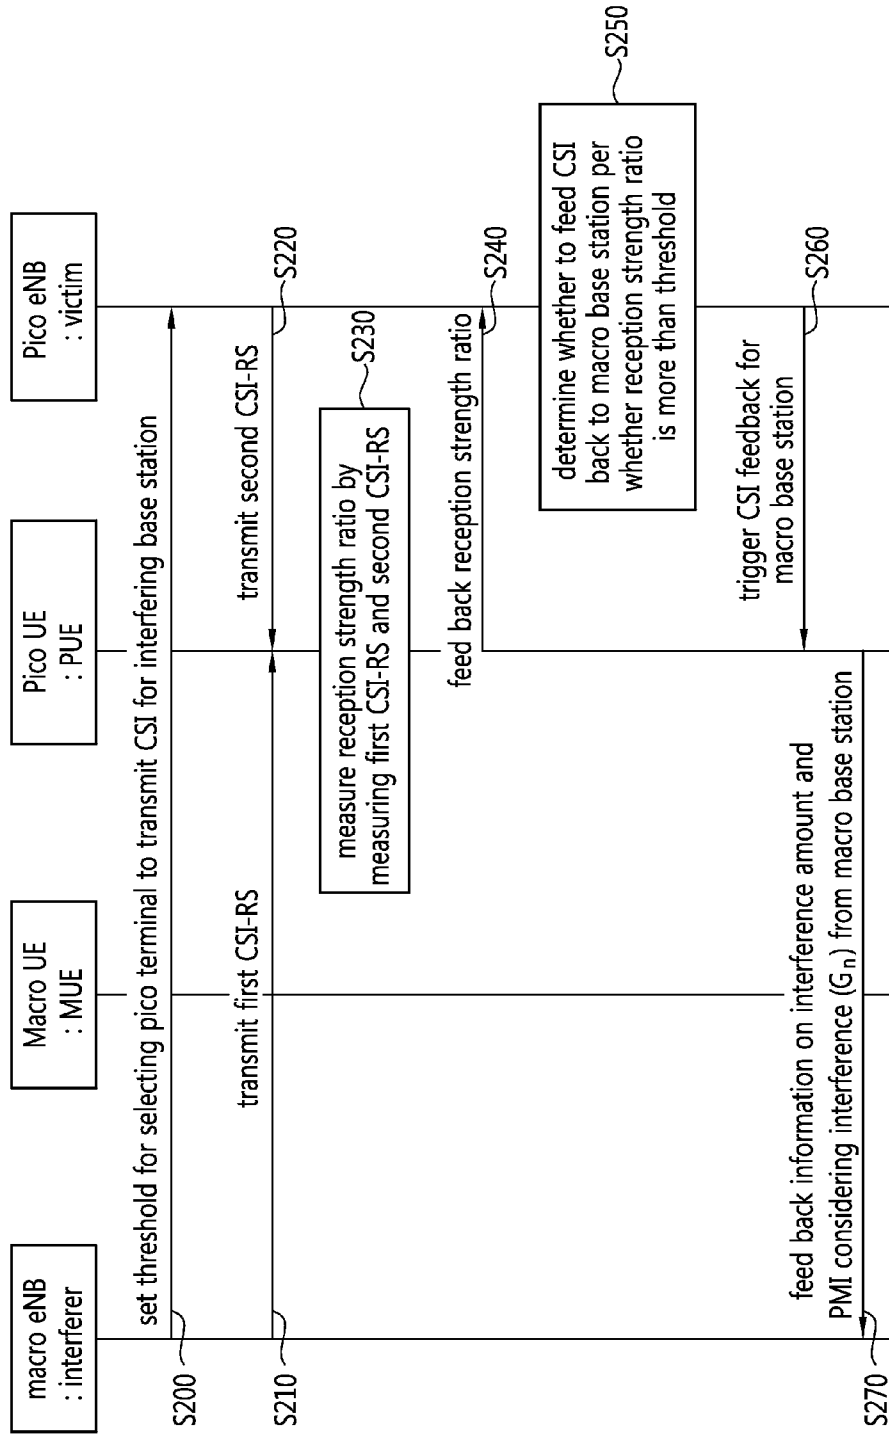 macro eNB
: interferer
Macro UE
: MUE
Pico UE
: PUE
Pico eNB
: victim
set threshold for selecting pico terminal to transmit CSI for interfering base station
S200
transmit first CSI-RS
S210
transmit second CSI-RS
S220
measure reception strength ratio by
measuring first CSI-RS and second CSI-RS
S230
feed back reception strength ratio
S240
determine whether to feed CSI
back to macro base station per
whether reception strength ratio
is more than threshold
S250
trigger CSI feedback for
macro base station
S260
feed back information on interference amount and
PMI considering interference (Gn) from macro base station
S270